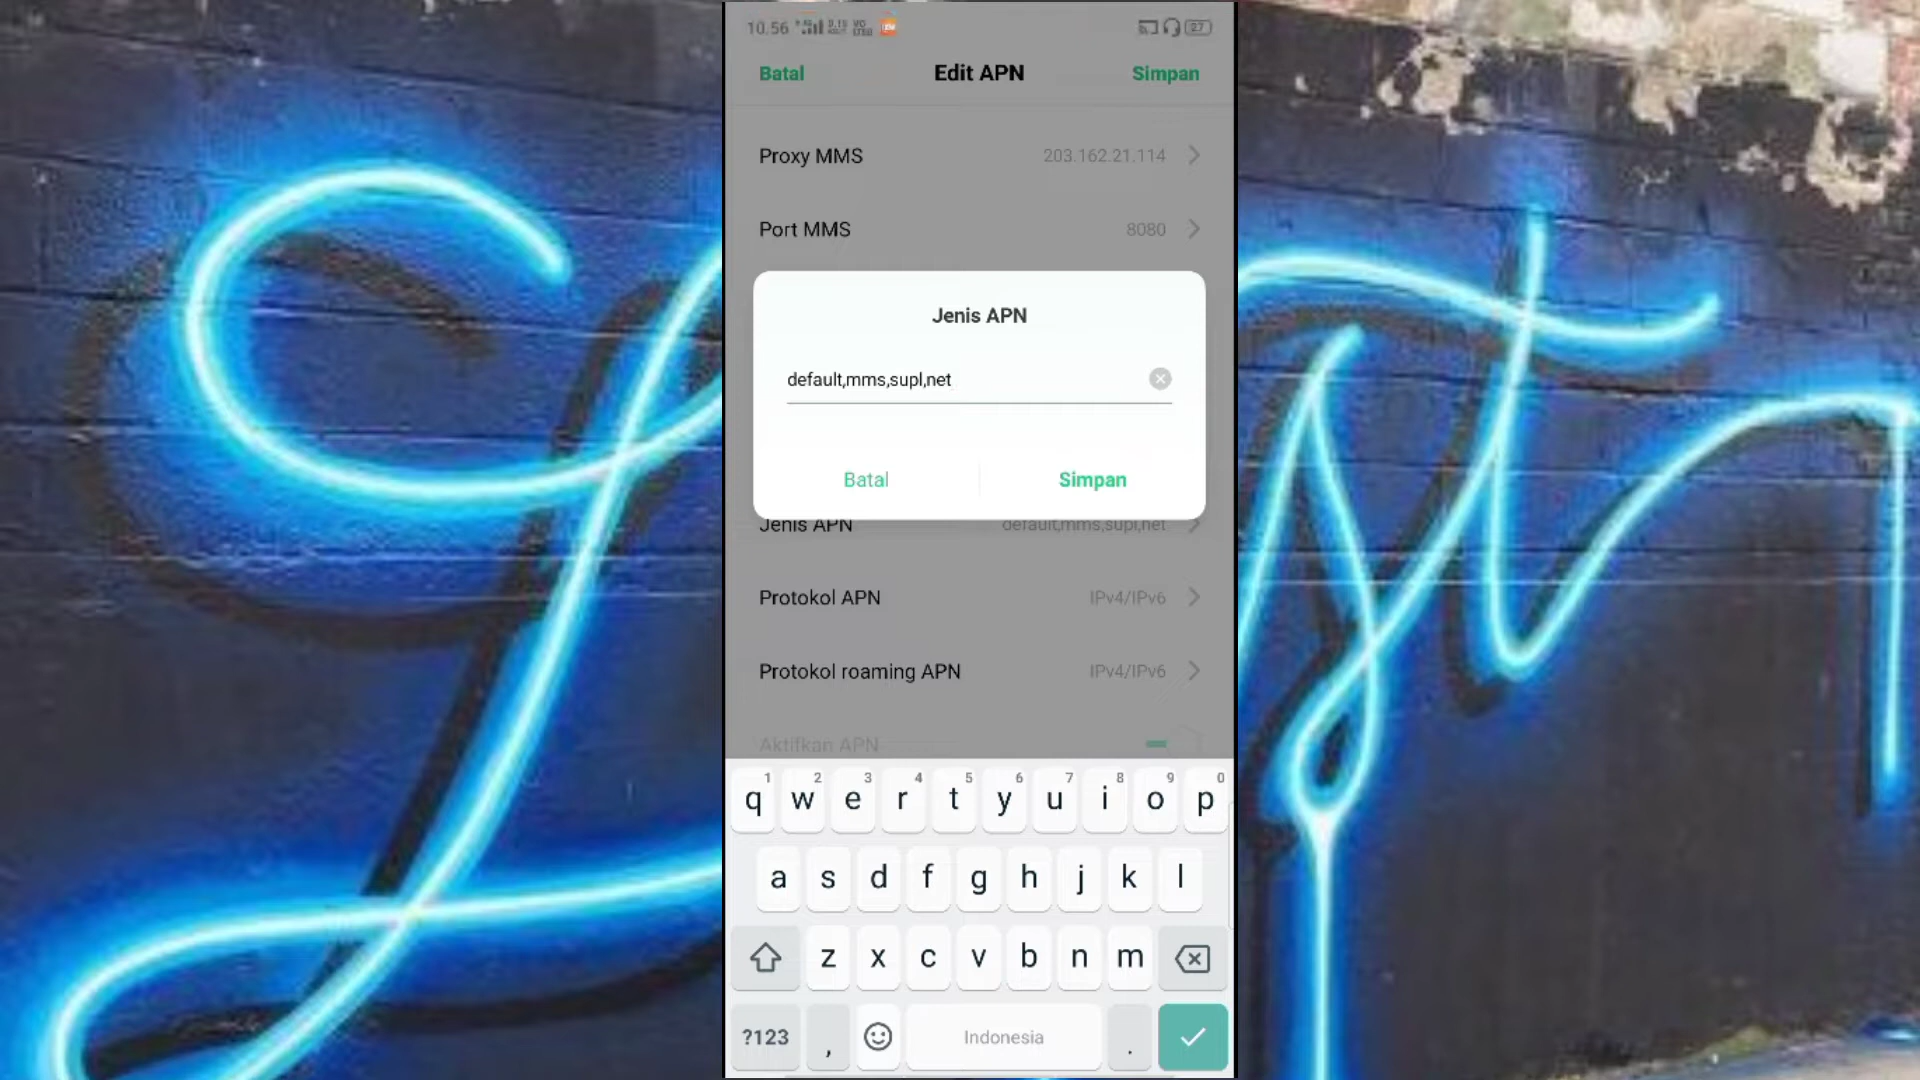 10.56
27
Batal Edit APN Simpan
Proxy MMS 203.162.21.114
Port MMS 8080
Jenis APN
default,mms,supl,net
Batal Simpan
Jenis APN default,mms,supl,net
Protokol APN IPv4/IPv6
Protokol roaming APN IPv4/IPv6
Aktifkan APN
1 2 3 4 5 6 7 8 9 0
q w e r t y u i o p
a s d f g h j k l
z x c v b n m
?123 , Indonesia .